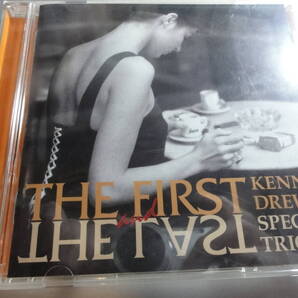 THE FIRST
and
THE LAST
KENN
DREW
SPEC
TRIO